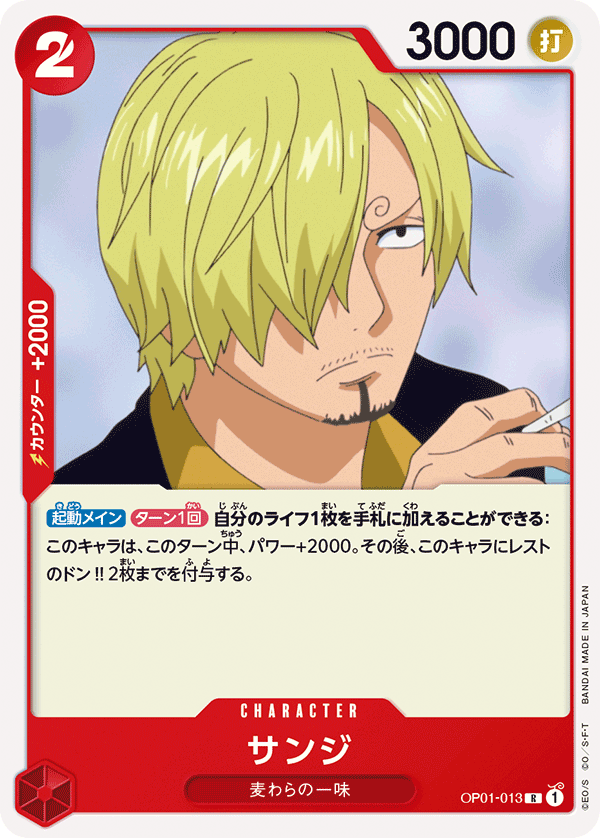 2
3000
打
カウンター +2000
起動メイン ターン1回 自分のライフ1枚を手札に加えることができる:
このキャラは、このターン中、パワー+2000。その後、このキャラにレスト
のドン!!2枚までを付与する。
CHARACTER
サンジ
麦わらの一味
OP01-013 R 1
©E.O/S ©O/S・F・T BANDAI MADE IN JAPAN